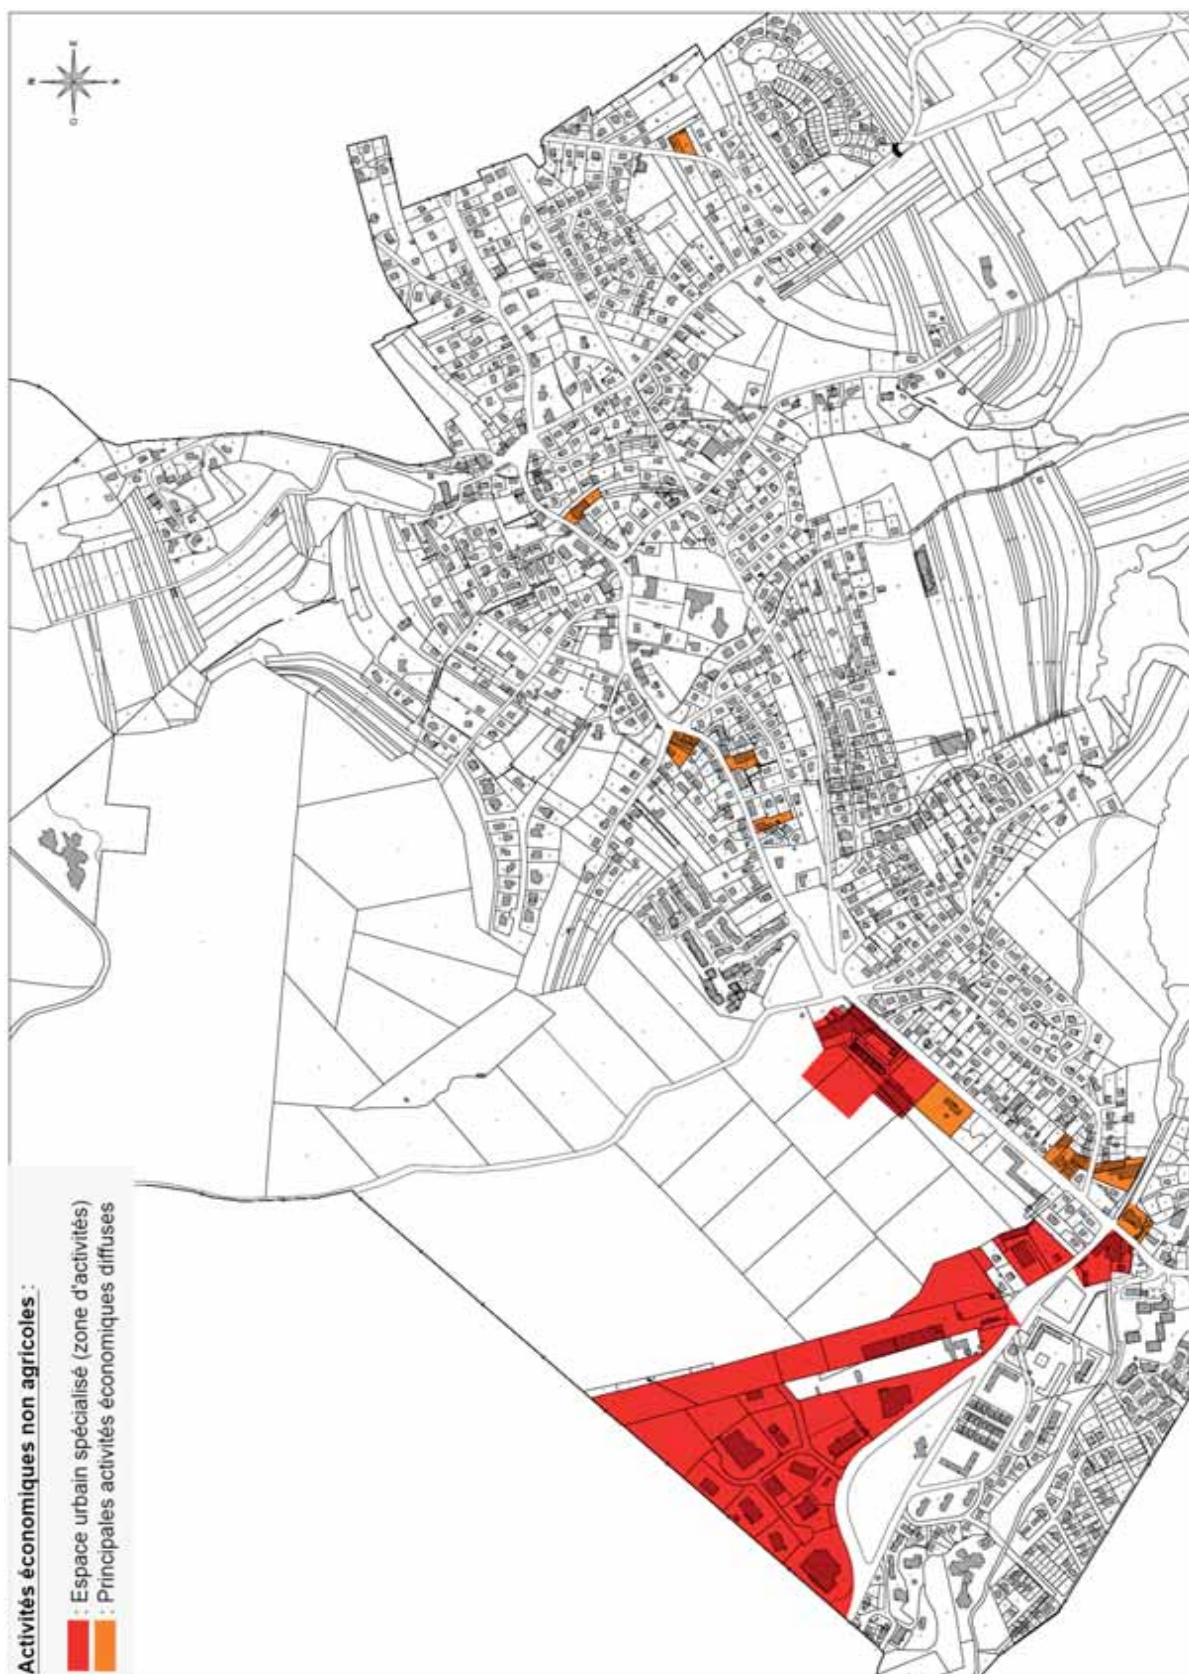 Activités économiques non agricoles :
: Espace urbain spécialisé (zone d'activités)
: Principales activités économiques diffuses
N
E
S
O